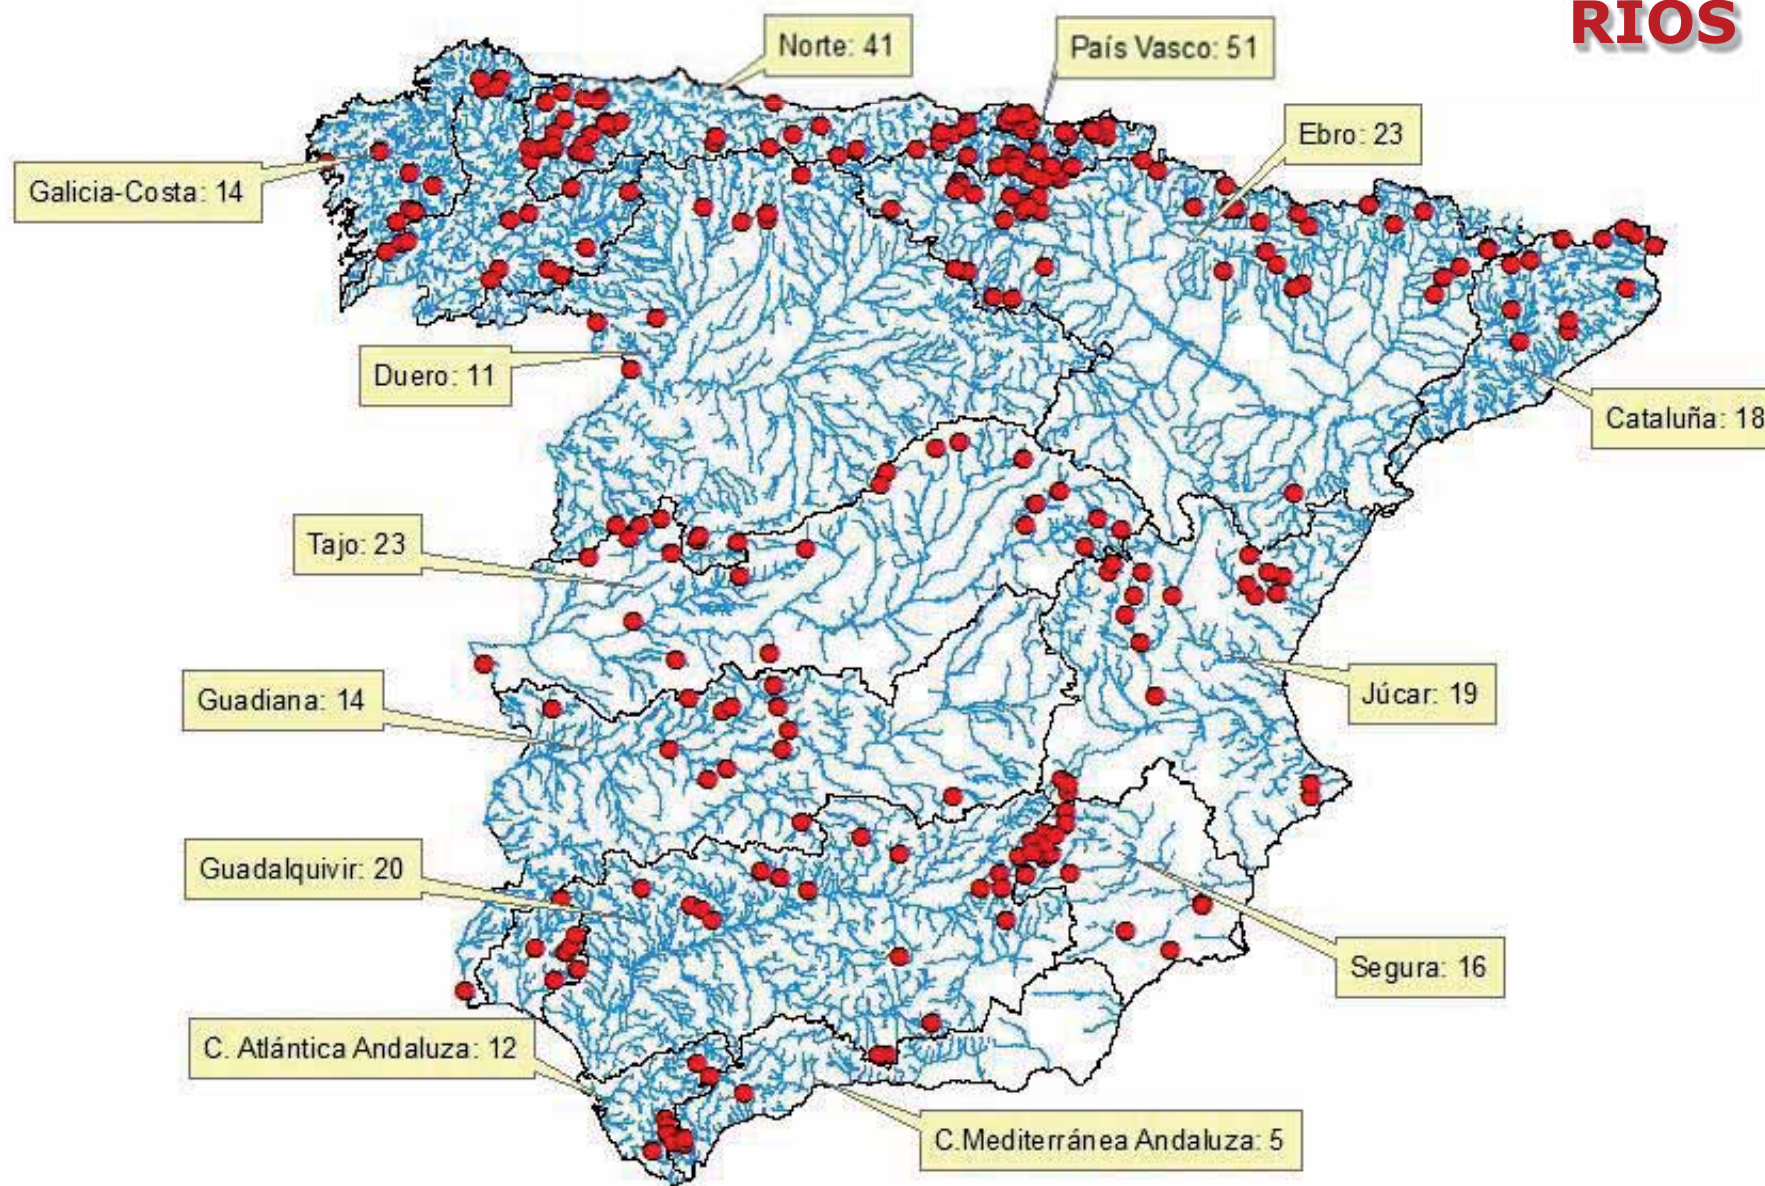 RIOS
Norte: 41
País Vasco: 51
Ebro: 23
Galicia-Costa: 14
Duero: 11
Cataluña: 18
Tajo: 23
Guadiana: 14
Júcar: 19
Guadalquivir: 20
Segura: 16
C. Atlántica Andaluza: 12
C.Mediterránea Andaluza: 5